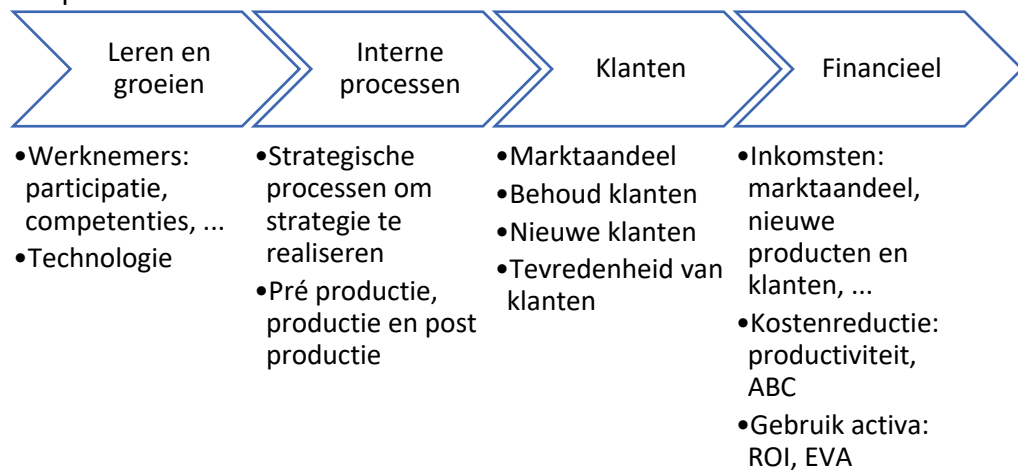 Leren en
groeien
Interne
processen
Klanten
Financieel
•Werknemers:
participatie,
competenties, ...
•Technologie
•Strategische
processen om
strategie te
realiseren
•Pré productie,
productie en post
productie
•Marktaandeel
•Behoud klanten
•Nieuwe klanten
•Tevredenheid van
klanten
•Inkomsten:
marktaandeel,
nieuwe
producten en
klanten, ...
•Kostenreductie:
productiviteit,
ABC
•Gebruik activa:
ROI, EVA